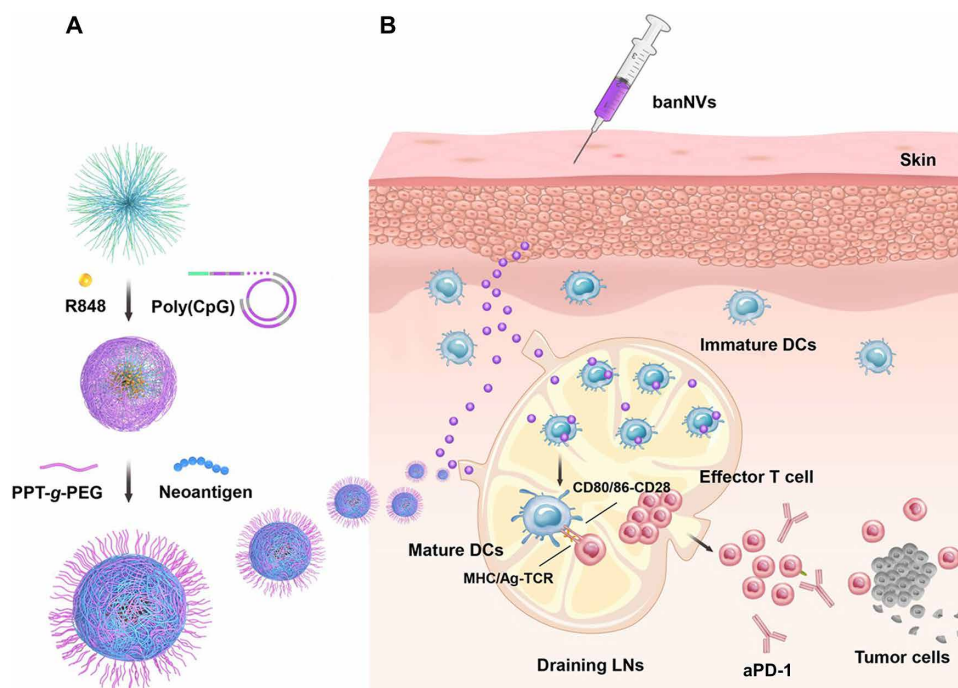 A
B
banNVs
Skin
R848
Poly(CpG)
Immature DCs
PPT-g-PEG
Neoantigen
Effector T cell
CD80/86-CD28
Mature DCs
MHC/Ag-TCR
Draining LNs
aPD-1
Tumor cells